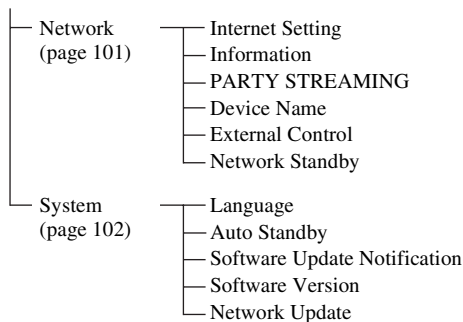 Network
(page 101)
Internet Setting
Information
PARTY STREAMING
Device Name
External Control
Network Standby
System
(page 102)
Language
Auto Standby
Software Update Notification
Software Version
Network Update